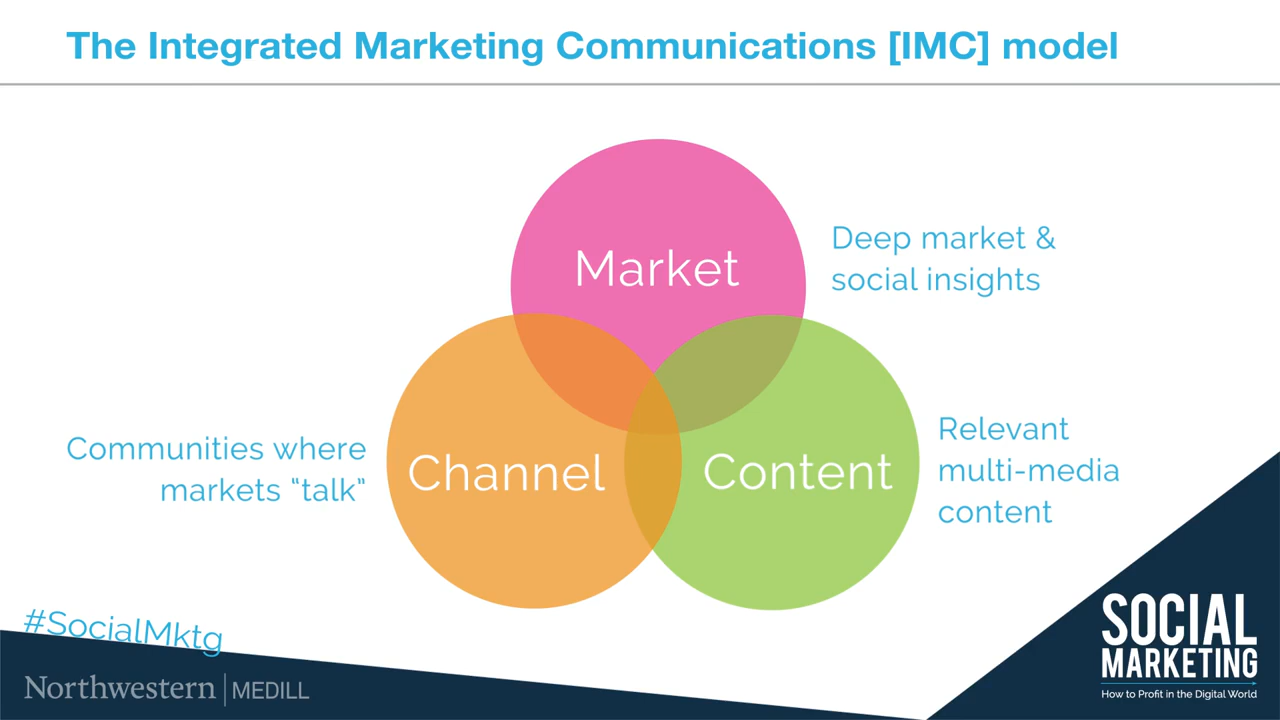 The Integrated Marketing Communications [IMC] model
Market
Deep market &
social insights
Communities where
markets “talk”
Channel
Content
Relevant
multi-media
content
#SocialMktg
Northwestern | MEDILL
SOCIAL
MARKETING
How to Profit in the Digital World